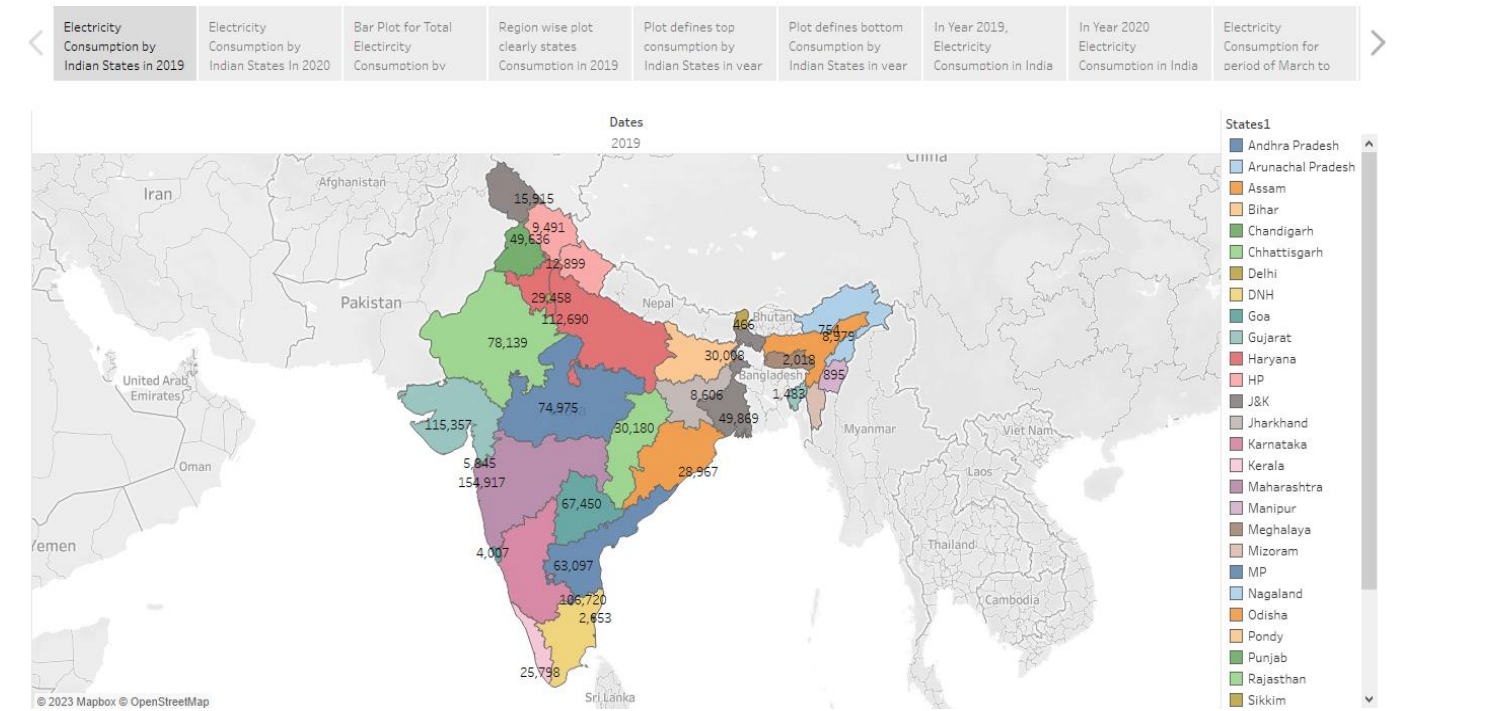 Electricity
Consumption by
Indian States in 2019
Electricity
Consumption by
Indian States In 2020
Bar Plot for Total
Electircity
Consumption by
Region wise plot
clearly states
Consumption in 2019
Plot defines top
consumption by
Indian States in year
Plot defines bottom
Consumption by
Indian States in year
In Year 2019,
Electricity
Consumption in India
In Year 2020
Electricity
Consumption in India
Electricity
Consumption for
period of March to
Dates
2019
China
Afghanistan
Iran
15,915
9,491
49,636
12,899
Pakistan
29,458
Nepal
112,690
466
Bhutan
754
8,979
78,139
30,008
2,018
Bangladesh
895
United Arab
Emirates
1,483
8,606
74,975
49,869
115,357
30,180
Myanmar
Viet Nam
5,845
Oman
28,967
Laos
154,917
67,450
Yemen
4,007
Thailand
63,097
106,720
Cambodia
2,653
25,798
Sri Lanka
© 2023 Mapbox © OpenStreetMap
States1
Andhra Pradesh
Arunachal Pradesh
Assam
Bihar
Chandigarh
Chhattisgarh
Delhi
DNH
Goa
Gujarat
Haryana
HP
J&K
Jharkhand
Karnataka
Kerala
Maharashtra
Manipur
Meghalaya
Mizoram
MP
Nagaland
Odisha
Pondy
Punjab
Rajasthan
Sikkim